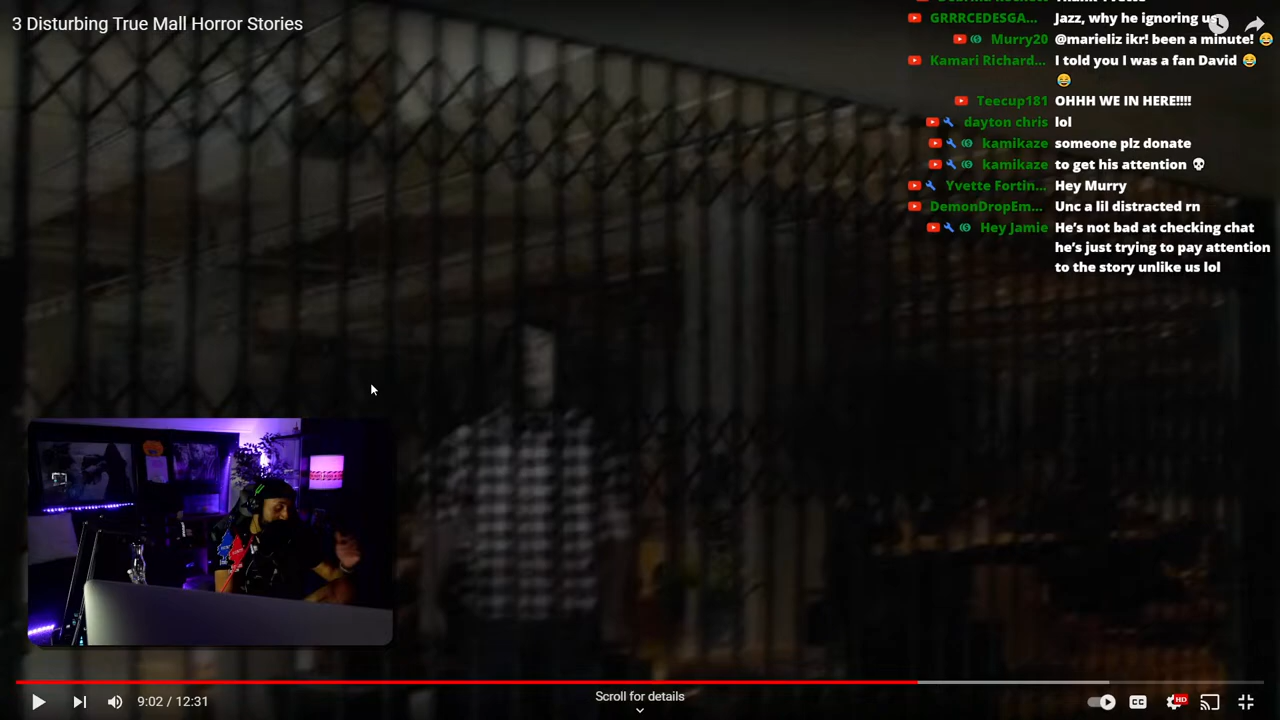 3 Disturbing True Mall Horror Stories
GRRRCEDESGA... Jazz, why he ignoring us
Murry20 @marieliz ikr! been a minute! 😂
Kamari Richard... I told you I was a fan David 😂
😂
Teecup181 OHHH WE IN HERE!!!!
dayton chris lol
kamikaze someone plz donate
kamikaze to get his attention 💀
Yvette Fortin... Hey Murry
DemonDropEm... Unc a lil distracted rn
Hey Jamie He's not bad at checking chat
he's just trying to pay attention
to the story unlike us lol
9:02 / 12:31
Scroll for details
CC
HD